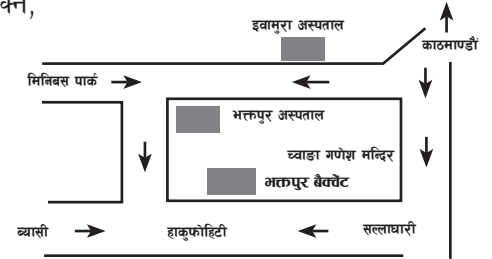 क्न,
इवामुरा अस्पताल
काठमाण्डौं
मिनिबस पार्क
भक्तपुर अस्पताल
च्वाङा गणेश मन्दिर
भक्तपुर बैक्वेंट
ब्यासी
हाकुफोहिटी
सल्लाघारी